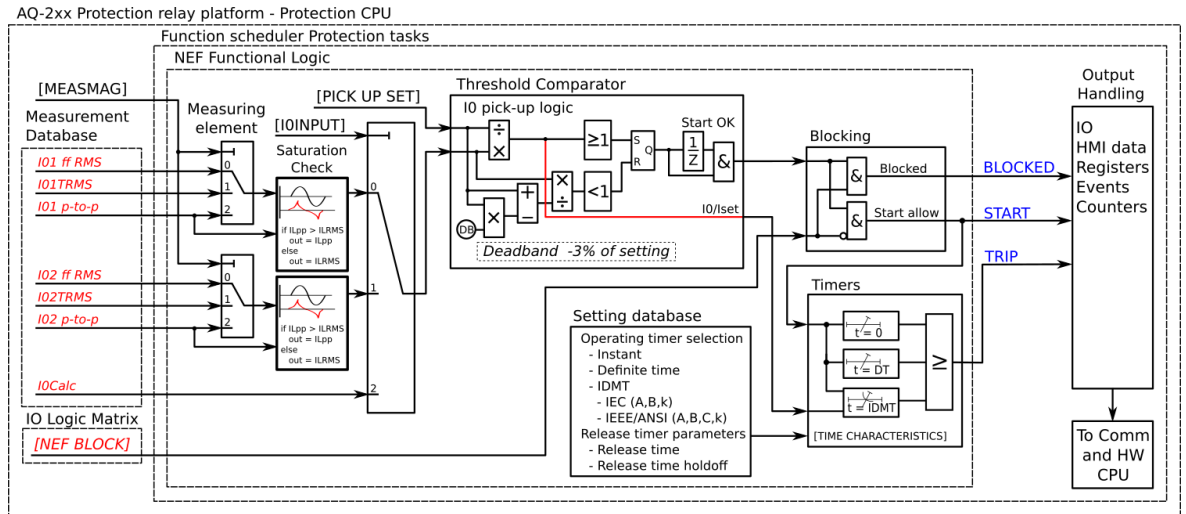 AQ-2xx Protection relay platform - Protection CPU
Function scheduler Protection tasks
NEF Functional Logic
[MEASMAG]
Measurement
Database
I01 ff RMS
I01TRMS
I01 p-to-p
I02 ff RMS
I02TRMS
I02 p-to-p
I0Calc
IO Logic Matrix
[NEF BLOCK]
Measuring
element
0
1
2
0
1
2
[I0INPUT]
Saturation
Check
if ILpp > ILRMS
out = ILpp
else
out = ILRMS
if ILpp > ILRMS
out = ILpp
else
out = ILRMS
0
1
2
[PICK UP SET]
Threshold Comparator
I0 pick-up logic
÷
×
≥1
S
Q
R
Start OK
1
Z
&
×
÷
<1
+
−
DB
×
I0/Iset
Deadband -3% of setting
Blocking
&
Blocked
&
Start allow
BLOCKED
START
TRIP
Setting database
Operating timer selection
- Instant
- Definite time
- IDMT
- IEC (A,B,k)
- IEEE/ANSI (A,B,C,k)
Release timer parameters
- Release time
- Release time holdoff
Timers
t = 0
t = DT
t = IDMT
≥
[TIME CHARACTERISTICS]
Output
Handling
IO
HMI data
Registers
Events
Counters
To Comm
and HW
CPU